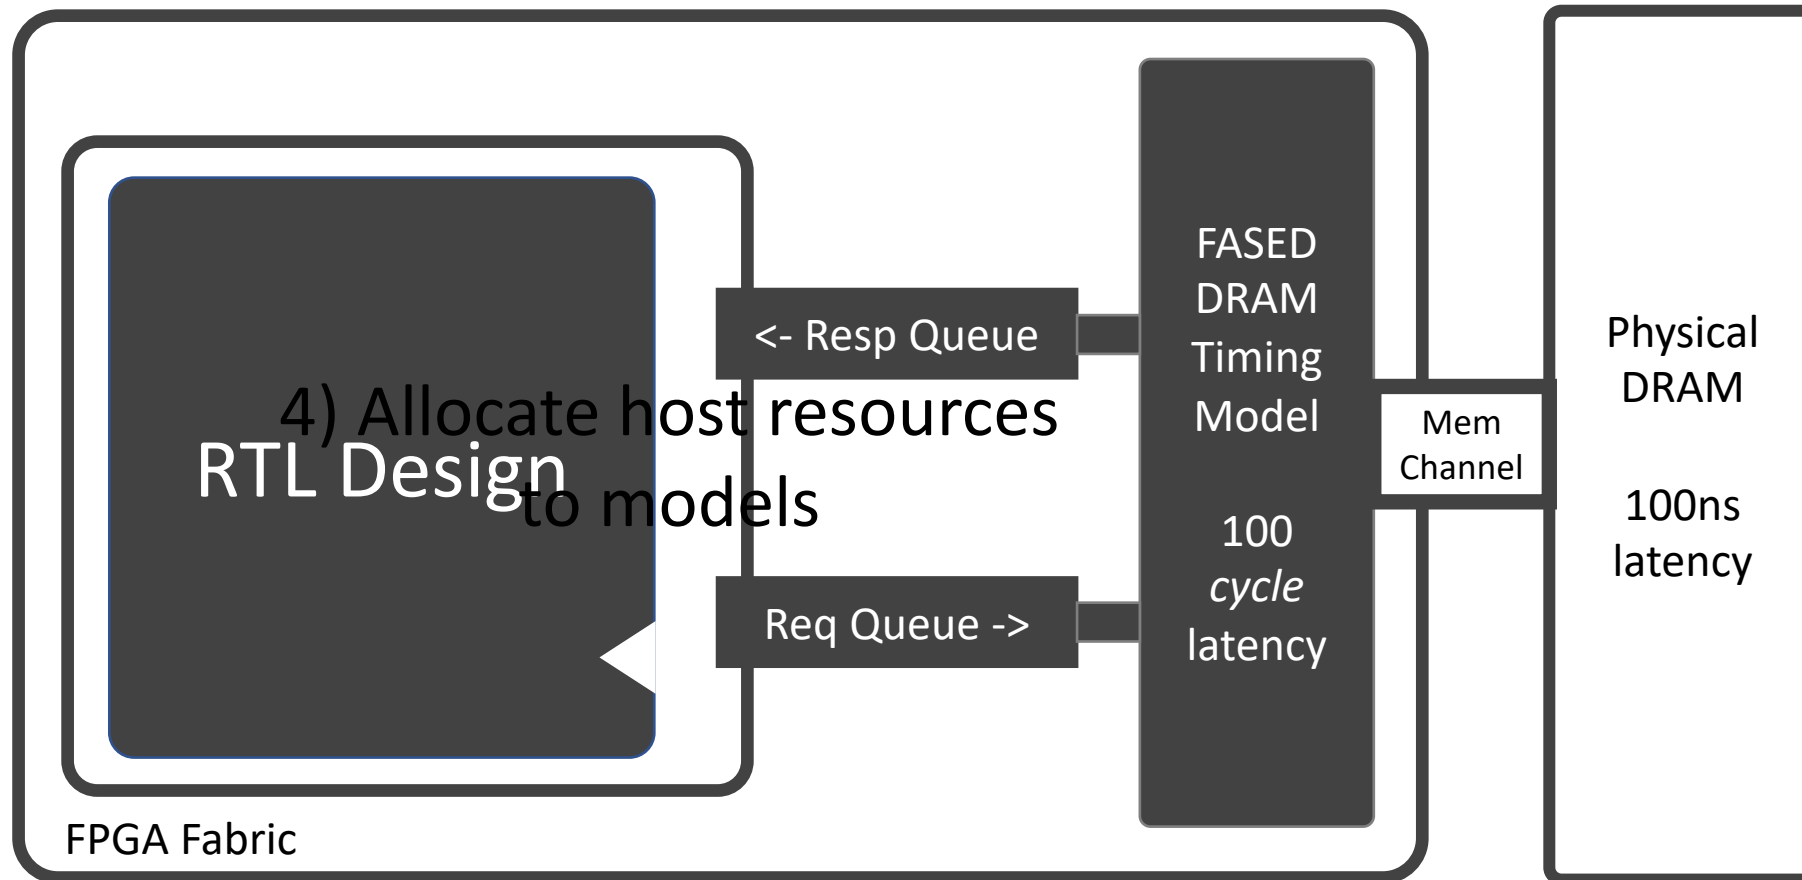 <- Resp Queue
4) Allocate host resources
to models
RTL Design
Req Queue ->
FASED
DRAM
Timing
Model
100
cycle
latency
Mem
Channel
Physical
DRAM
100ns
latency
FPGA Fabric